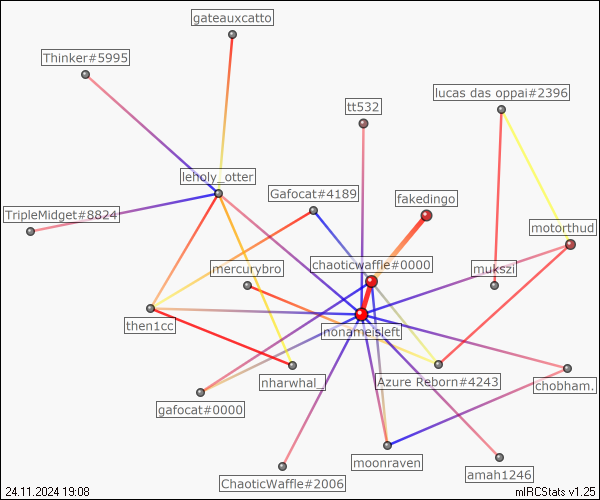 gateauxcatto
Thinker#5995
lucas das oppai#2396
tt532
leholy_otter
Gafocat#4189
fakedingo
TripleMidget#8824
motorthud
chaoticwaffle#0000
mercurybro
mukszi
then1cc
nonameisleft
nharwhal_
Azure Reborn#4243
chobham.
gafocat#0000
moonraven
amah1246
ChaoticWaffle#2006
24.11.2024 19:08
mIRCStats v1.25